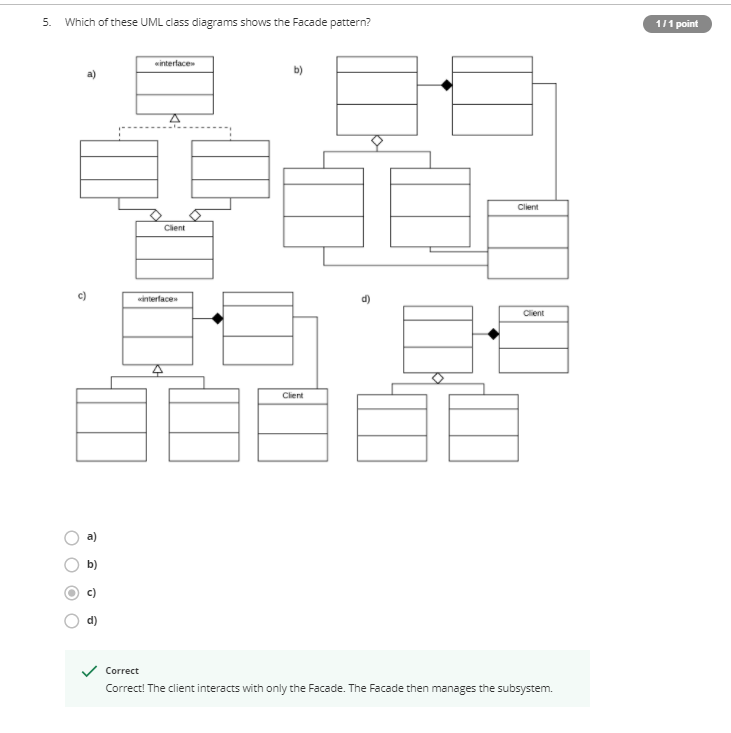 5. Which of these UML class diagrams shows the Facade pattern?
1 / 1 point
a)
«interface»
b)
Client
Client
c)
«interface»
d)
Client
Client
a)
b)
c)
d)
Correct
Correct! The client interacts with only the Facade. The Facade then manages the subsystem.